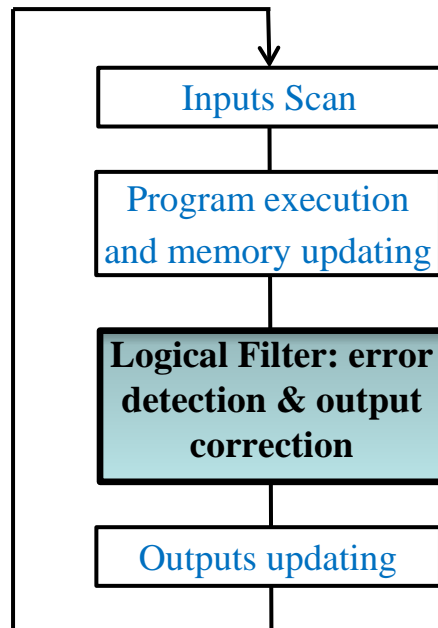 Inputs Scan
Program execution
and memory updating
Logical Filter: error
detection & output
correction
Outputs updating